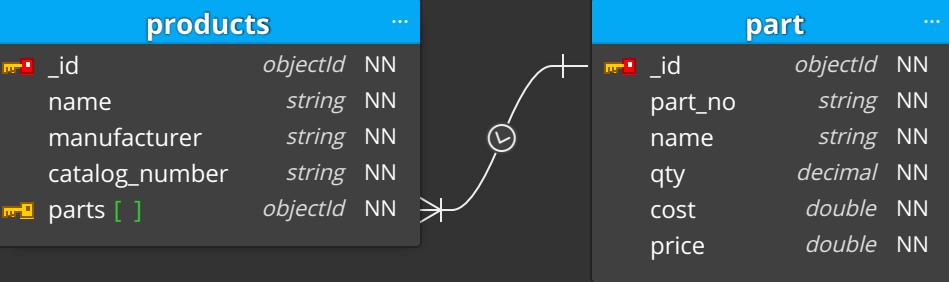 products ...
_id objectId NN
name string NN
manufacturer string NN
catalog_number string NN
parts [ ] objectId NN
part ...
_id objectId NN
part_no string NN
name string NN
qty decimal NN
cost double NN
price double NN